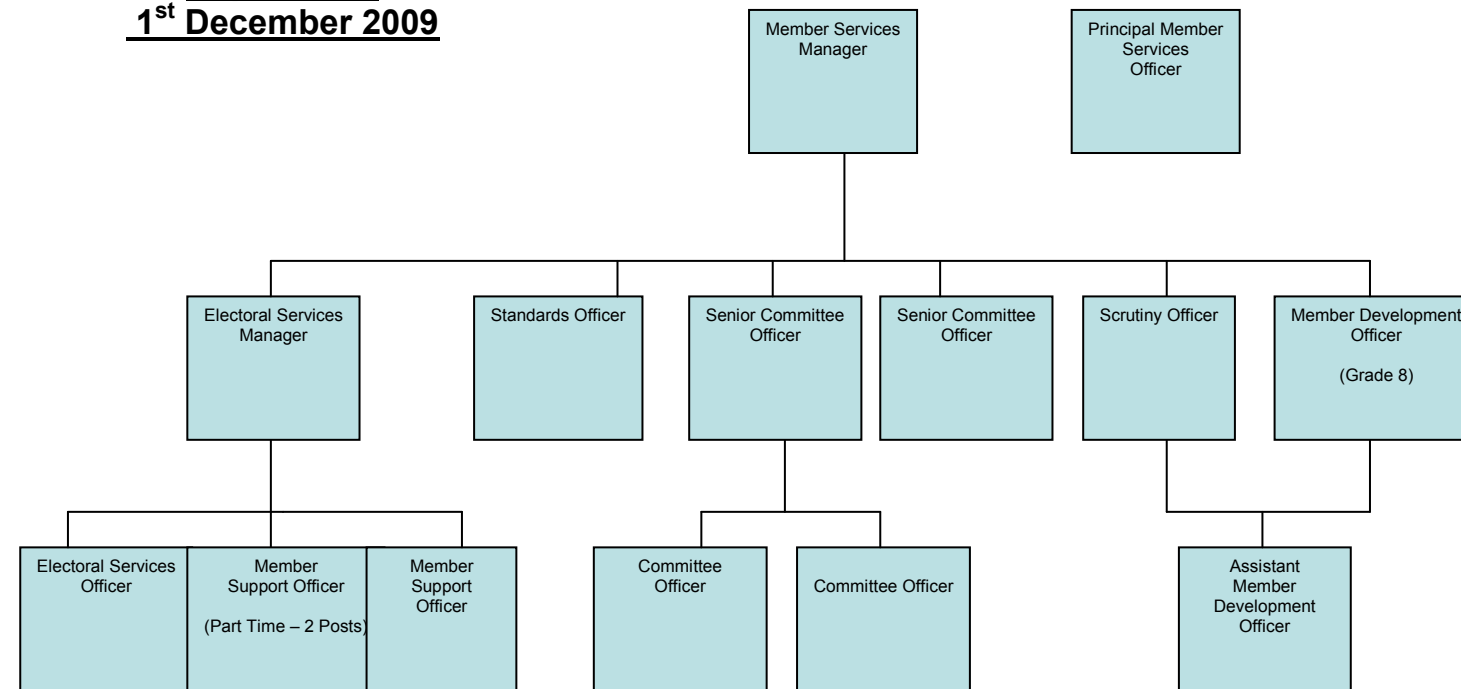 1st December 2009
Member Services
Manager
Principal Member
Services
Officer
Electoral Services
Manager
Standards Officer
Senior Committee
Officer
Senior Committee
Officer
Scrutiny Officer
Member Development
Officer
(Grade 8)
Electoral Services
Officer
Member
Support Officer
(Part Time – 2 Posts)
Member
Support
Officer
Committee
Officer
Committee Officer
Assistant
Member
Development
Officer